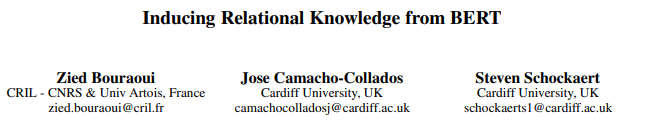 Inducing Relational Knowledge from BERT
Zied Bouraoui
CRIL - CNRS & Univ Artois, France
zied.bouraoui@cril.fr
Jose Camacho-Collados
Cardiff University, UK
camachocolladosj@cardiff.ac.uk
Steven Schockaert
Cardiff University, UK
schockaerts1@cardiff.ac.uk